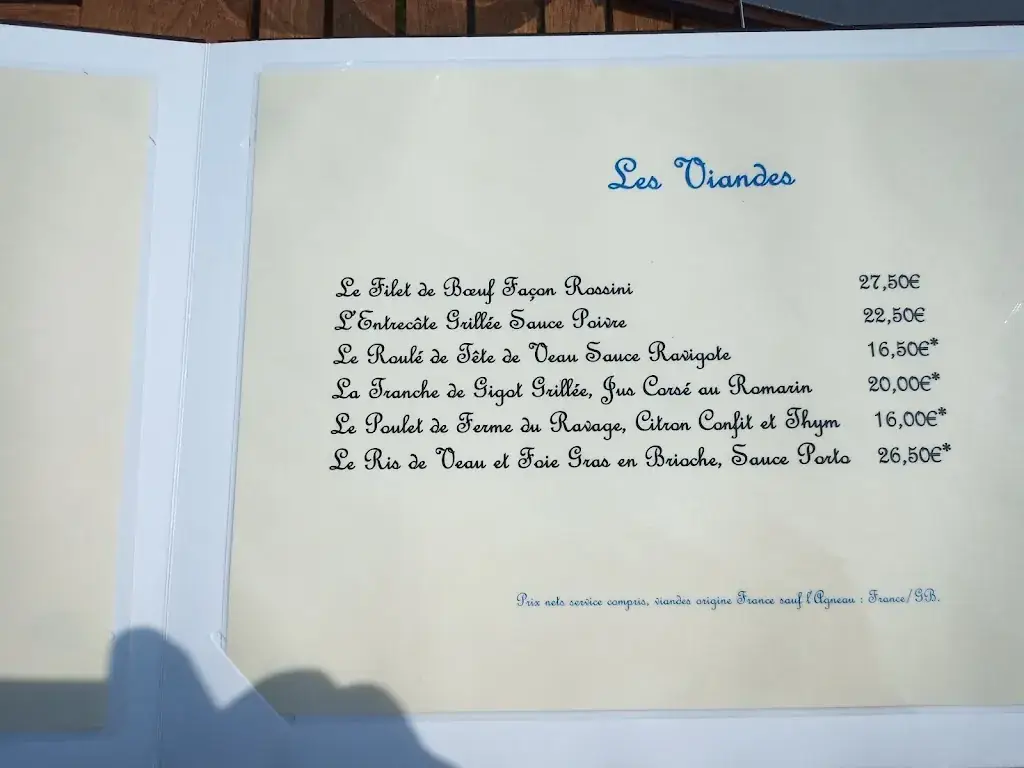 Les Viandes
Le Filet de Bœuf Façon Rossini 27,50€
L'Entrecôte Grillée Sauce Poivre 22,50€
Le Roulé de Tête de Veau Sauce Ravigote 16,50€*
La Tranche de Gigot Grillée, Jus Corsé au Romarin 20,00€*
Le Poulet de Ferme du Ravage, Citron Confit et Thym 16,00€*
Le Ris de Veau et Foie Gras en Brioche, Sauce Porto 26,50€*
Prix nets service compris, viandes origine France sauf l'Agneau : France/GB.